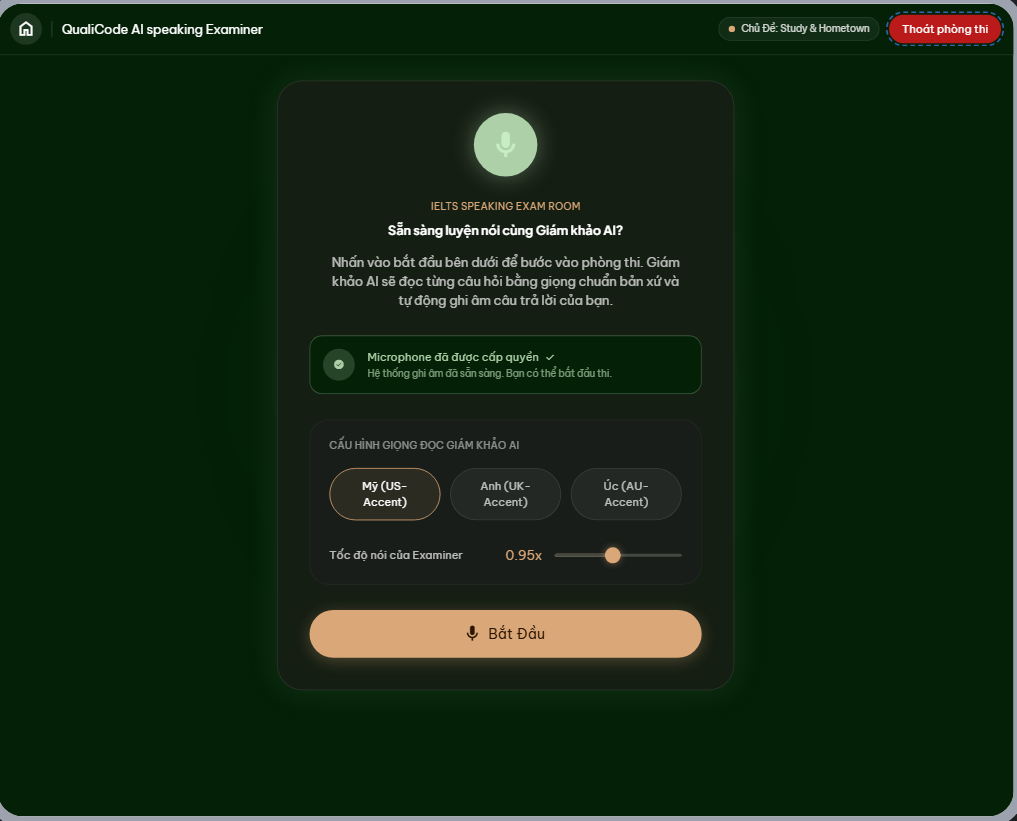 QualiCode AI speaking Examiner
Chủ Đề: Study & Hometown
Thoát phòng thi
IELTS SPEAKING EXAM ROOM
Sẵn sàng luyện nói cùng Giám khảo AI?
Nhấn vào bắt đầu bên dưới để bước vào phòng thi. Giám
khảo AI sẽ đọc từng câu hỏi bằng giọng chuẩn bản xứ và
tự động ghi âm câu trả lời của bạn.
Microphone đã được cấp quyền ✓
Hệ thống ghi âm đã sẵn sàng. Bạn có thể bắt đầu thi.
CẤU HÌNH GIỌNG ĐỌC GIÁM KHẢO AI
Mỹ (US-
Accent)
Anh (UK-
Accent)
Úc (AU-
Accent)
Tốc độ nói của Examiner
0.95x
Bắt Đầu